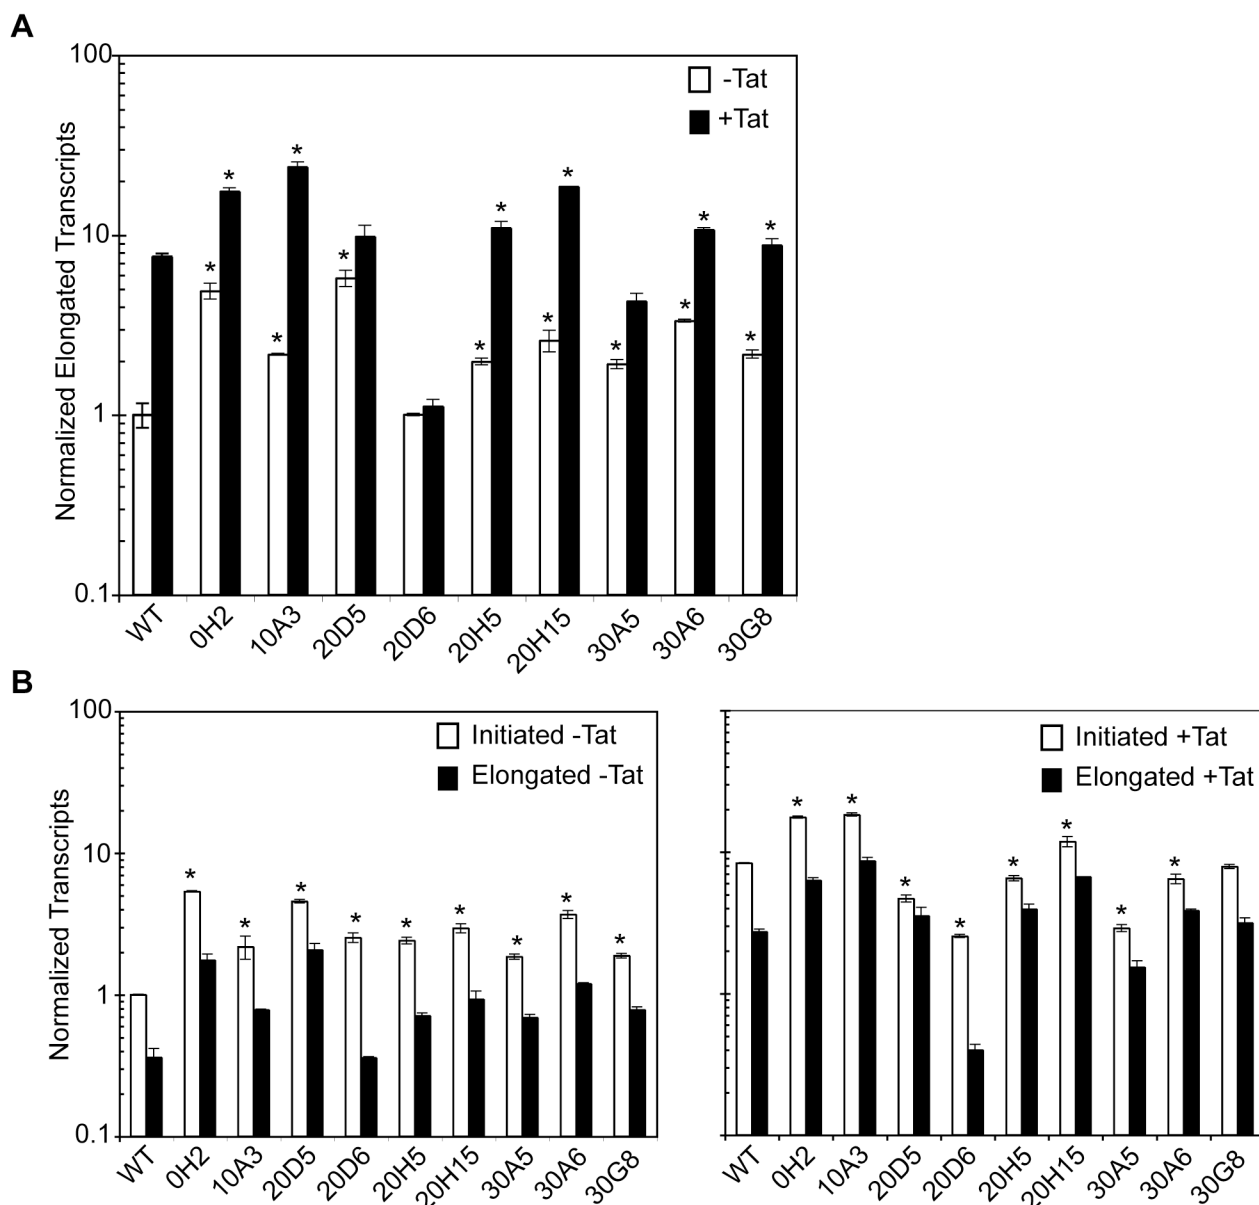 A
100
10
1
0.1
Normalized Elongated Transcripts
-Tat
+Tat
WT 0H2 10A3 20D5 20D6 20H5 20H15 30A5 30A6 30G8
* * * * * * * * * * * * * *
B
100
10
1
0.1
Normalized Transcripts
Initiated -Tat
Elongated -Tat
* * * * * * * * *
WT 0H2 10A3 20D5 20D6 20H5 20H15 30A5 30A6 30G8
Initiated +Tat
Elongated +Tat
* * * * * * * *
WT 0H2 10A3 20D5 20D6 20H5 20H15 30A5 30A6 30G8